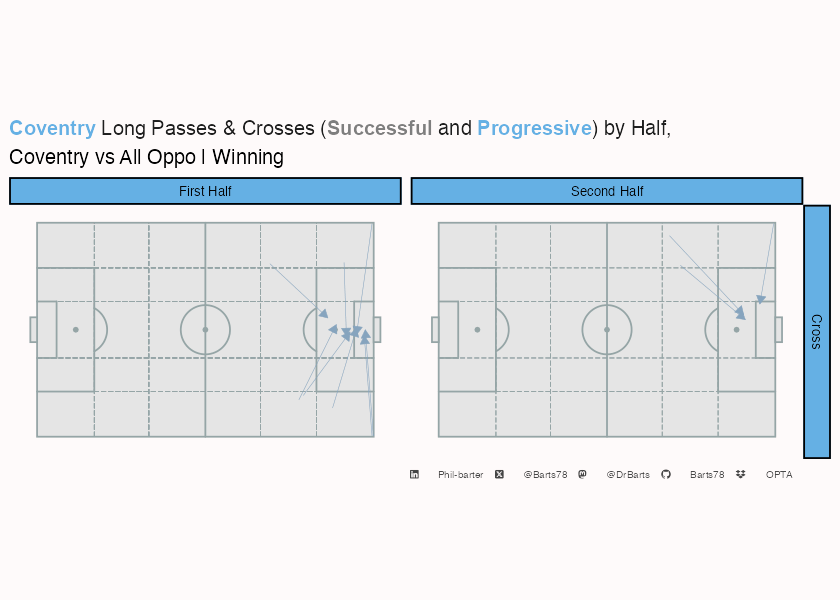 Coventry Long Passes & Crosses (Successful and Progressive) by Half,
Coventry vs All Oppo | Winning
First Half
Second Half
Cross
Phil-barter @Barts78 @DrBarts Barts78 OPTA